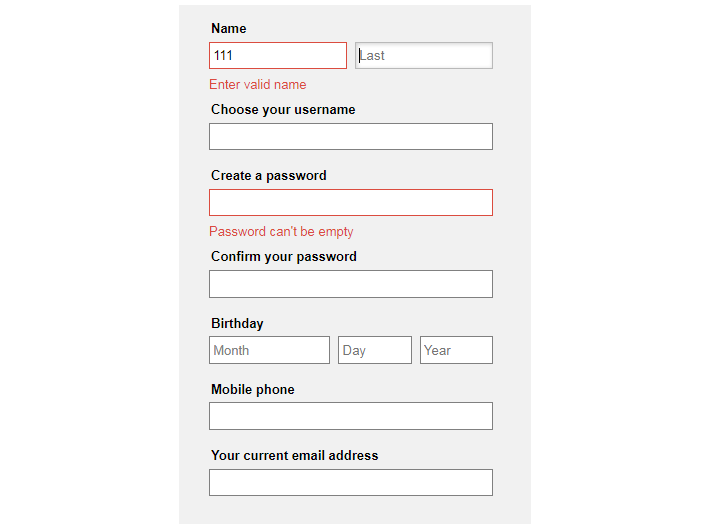 Name
111 Last
Enter valid name
Choose your username
Create a password
Password can't be empty
Confirm your password
Birthday
Month Day Year
Mobile phone
Your current email address